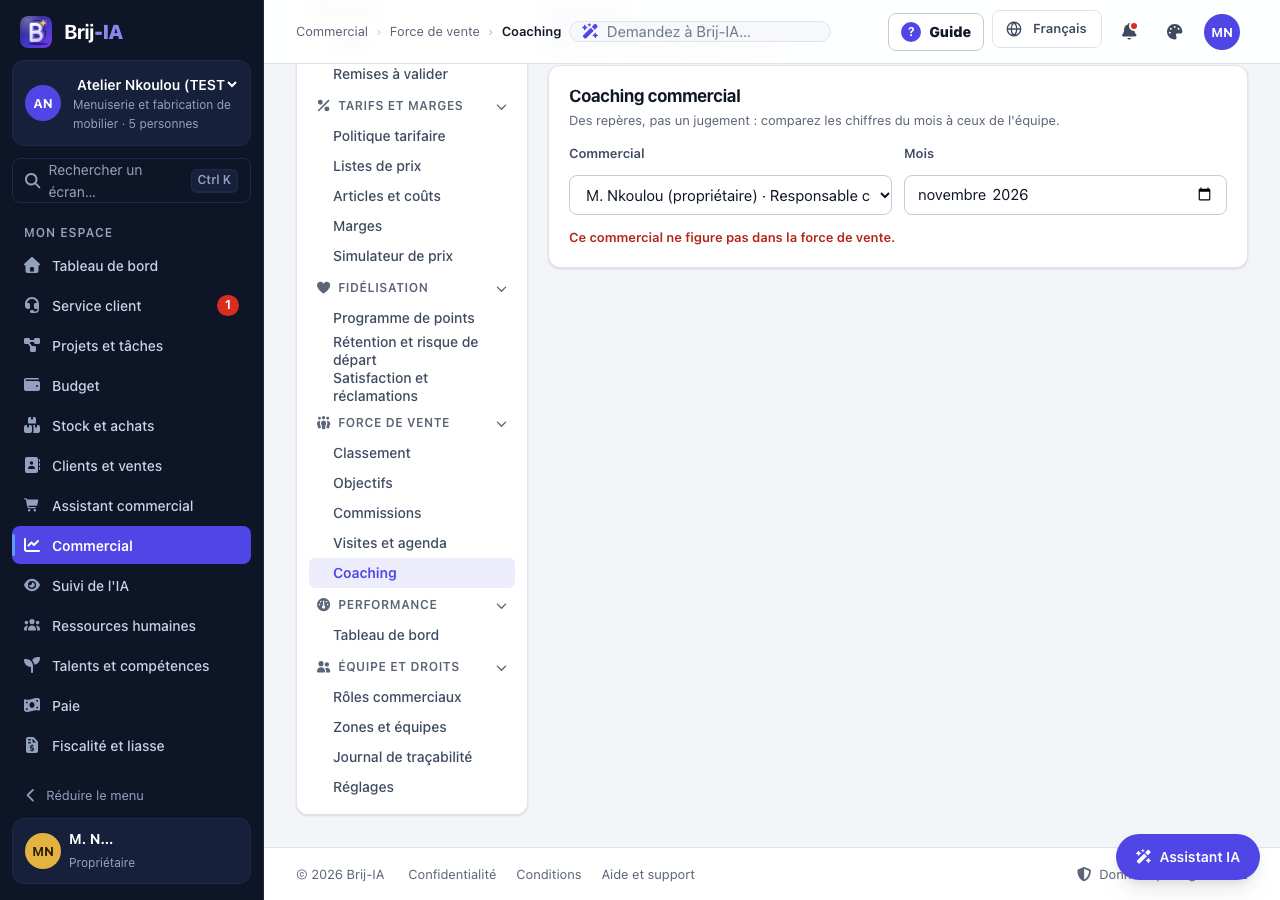 Brij-IA
Atelier Nkoulou (TEST
AN
Menuiserie et fabrication de
mobilier · 5 personnes
Rechercher un
écran...
Ctrl K
MON ESPACE
Tableau de bord
Service client
1
Projets et tâches
Budget
Stock et achats
Clients et ventes
Assistant commercial
Commercial
Suivi de l'IA
Ressources humaines
Talents et compétences
Paie
Fiscalité et liasse
Réduire le menu
MN
M. N...
Propriétaire
Commercial › Force de vente › Coaching
Demandez à Brij-IA...
? Guide
Français
MN
Remises à valider
TARIFS ET MARGES
Politique tarifaire
Listes de prix
Articles et coûts
Marges
Simulateur de prix
FIDÉLISATION
Programme de points
Rétention et risque de
départ
Satisfaction et
réclamations
FORCE DE VENTE
Classement
Objectifs
Commissions
Visites et agenda
Coaching
PERFORMANCE
Tableau de bord
ÉQUIPE ET DROITS
Rôles commerciaux
Zones et équipes
Journal de traçabilité
Réglages
Coaching commercial
Des repères, pas un jugement : comparez les chiffres du mois à ceux de l'équipe.
Commercial
Mois
M. Nkoulou (propriétaire) · Responsable c
novembre 2026
Ce commercial ne figure pas dans la force de vente.
© 2026 Brij-IA
Confidentialité
Conditions
Aide et support
Assistant IA